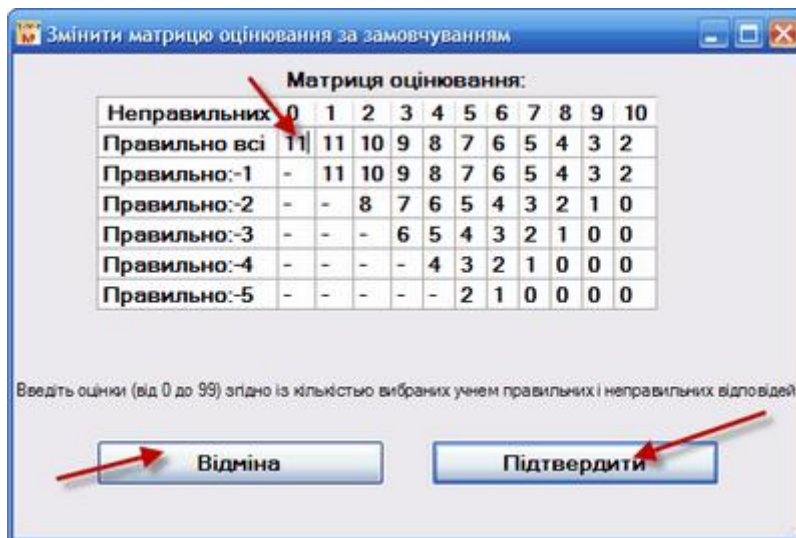 Змінити матрицю оцінювання за замовчуванням
Матриця оцінювання:
Неправильних 0 1 2 3 4 5 6 7 8 9 10
Правильно всі 11 11 10 9 8 7 6 5 4 3 2
Правильно:-1 - 11 10 9 8 7 6 5 4 3 2
Правильно:-2 - - 8 7 6 5 4 3 2 1 0
Правильно:-3 - - - 6 5 4 3 2 1 0 0
Правильно:-4 - - - - 4 3 2 1 0 0 0
Правильно:-5 - - - - - 2 1 0 0 0 0
Введіть оцінки (від 0 до 99) згідно із кількістью вибраних учнем правильних і неправильних відповідей
Відміна Підтвердити